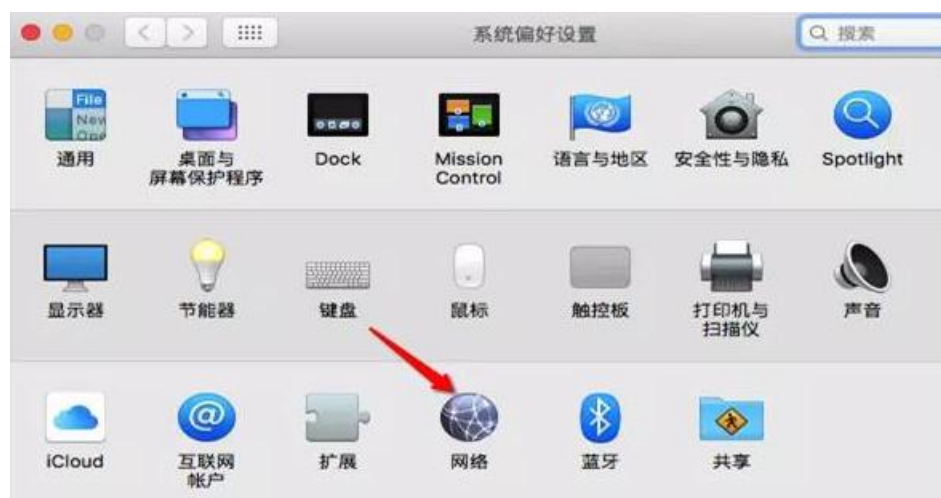 系统偏好设置
搜索
File
New
Ope
通用
桌面与
屏幕保护程序
Dock
Mission
Control
语言与地区
安全性与隐私
Spotlight
显示器
节能器
键盘
鼠标
触控板
打印机与
扫描仪
声音
iCloud
互联网
帐户
扩展
网络
蓝牙
共享